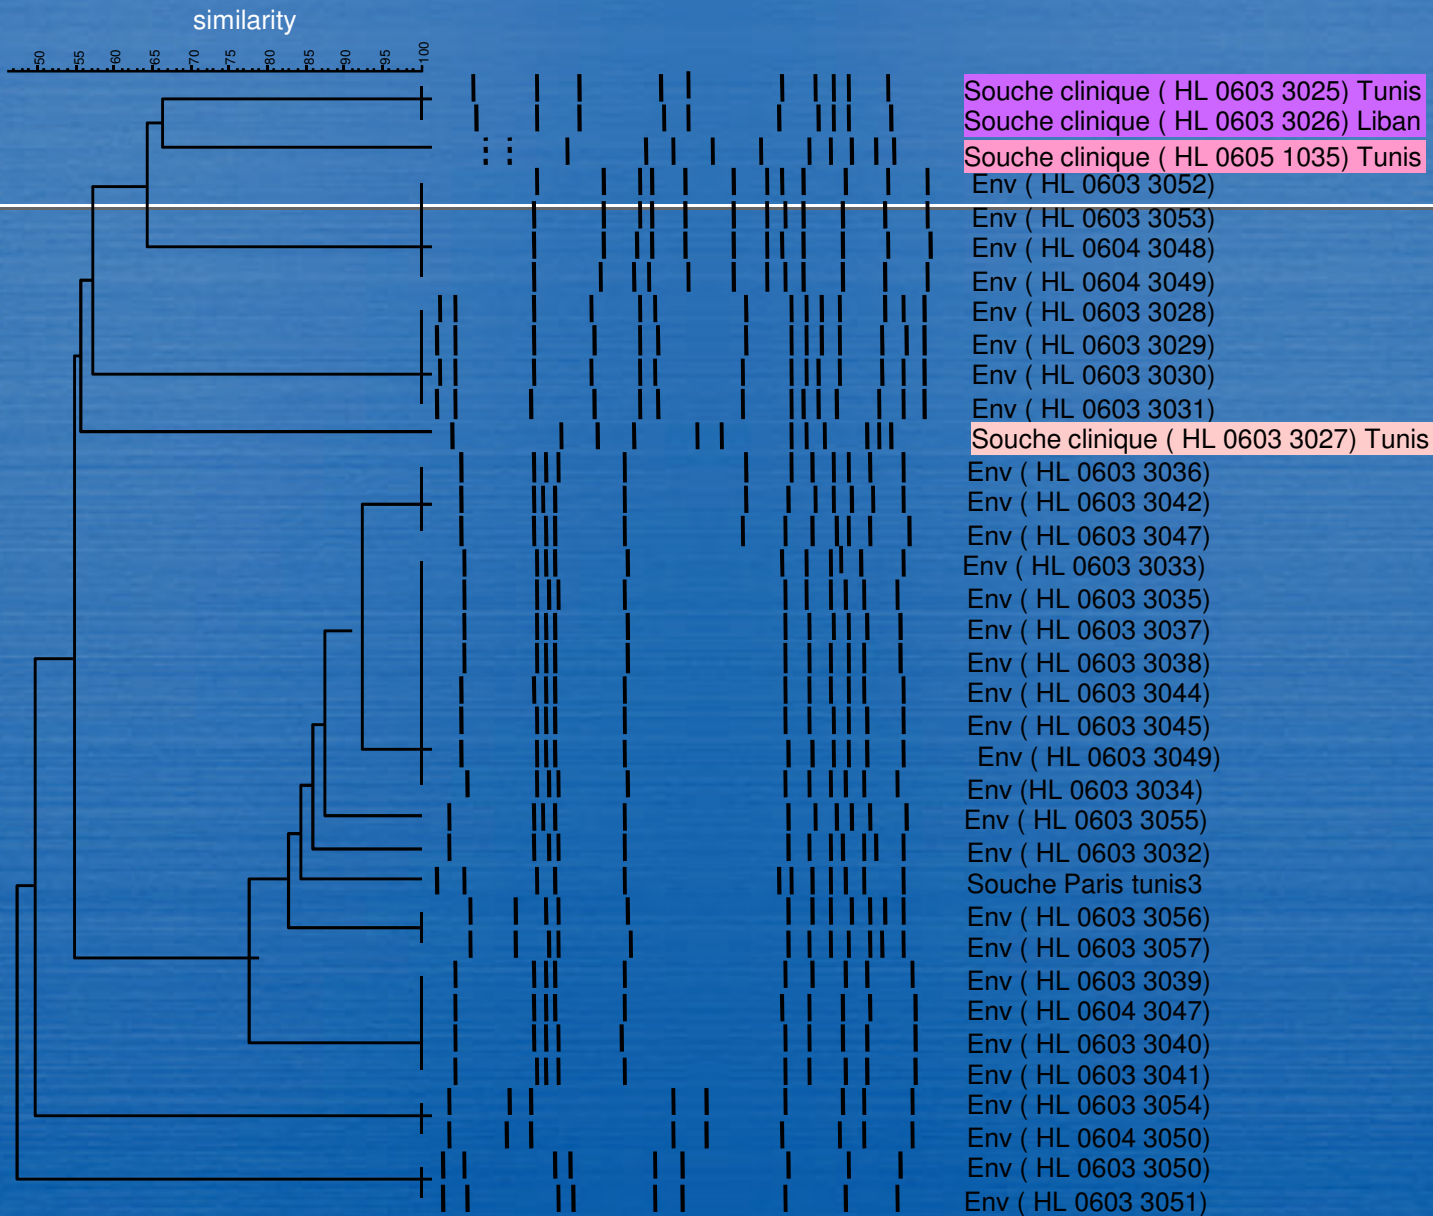 similarity
50 55 60 65 70 75 80 85 90 95 100
Souche clinique ( HL 0603 3025) Tunis
Souche clinique ( HL 0603 3026) Liban
Souche clinique ( HL 0605 1035) Tunis
Env ( HL 0603 3052)
Env ( HL 0603 3053)
Env ( HL 0604 3048)
Env ( HL 0604 3049)
Env ( HL 0603 3028)
Env ( HL 0603 3029)
Env ( HL 0603 3030)
Env ( HL 0603 3031)
Souche clinique ( HL 0603 3027) Tunis
Env ( HL 0603 3036)
Env ( HL 0603 3042)
Env ( HL 0603 3047)
Env ( HL 0603 3033)
Env ( HL 0603 3035)
Env ( HL 0603 3037)
Env ( HL 0603 3038)
Env ( HL 0603 3044)
Env ( HL 0603 3045)
Env ( HL 0603 3049)
Env (HL 0603 3034)
Env ( HL 0603 3055)
Env ( HL 0603 3032)
Souche Paris tunis3
Env ( HL 0603 3056)
Env ( HL 0603 3057)
Env ( HL 0603 3039)
Env ( HL 0604 3047)
Env ( HL 0603 3040)
Env ( HL 0603 3041)
Env ( HL 0603 3054)
Env ( HL 0604 3050)
Env ( HL 0603 3050)
Env ( HL 0603 3051)